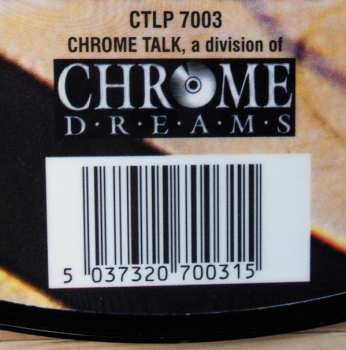 CTLP 7003
CHROME TALK, a division of
CHROME
D·R·E·A·M·S
5 037320 700315